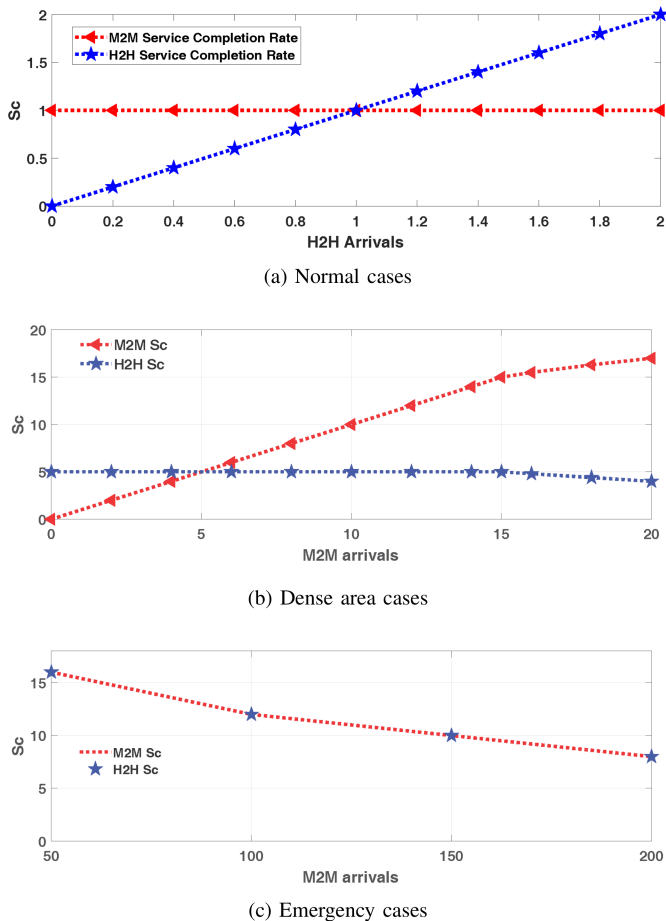 2
1.5
1
0.5
0
Sc
M2M Service Completion Rate
H2H Service Completion Rate
0 0.2 0.4 0.6 0.8 1 1.2 1.4 1.6 1.8 2
H2H Arrivals
(a) Normal cases
20
15
10
5
0
Sc
M2M Sc
H2H Sc
0 5 10 15 20
M2M arrivals
(b) Dense area cases
15
10
5
0
Sc
M2M Sc
H2H Sc
50 100 150 200
M2M arrivals
(c) Emergency cases